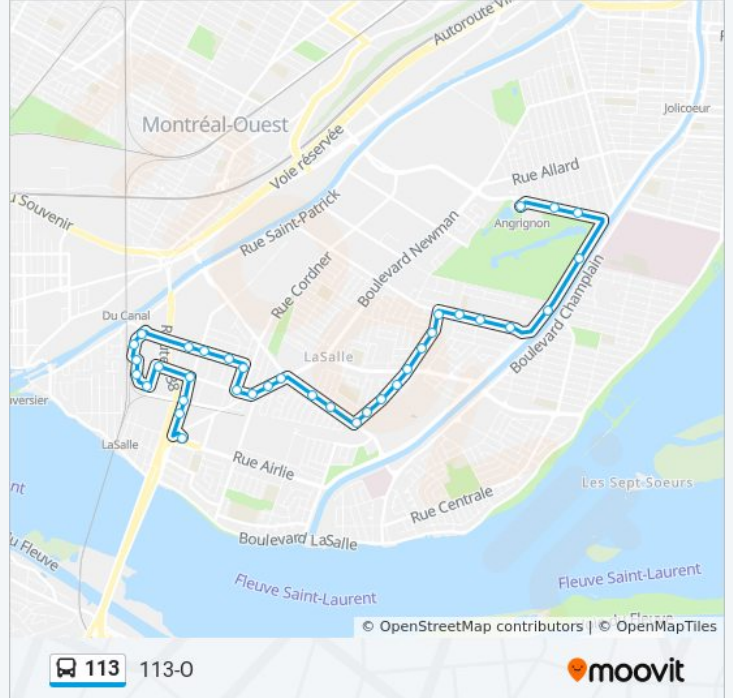 Autoroute Vi
Jolicoeur
Montréal-Ouest
Voie réservée
Rue Allard
u Souvenir
Rue Saint-Patrick
Angrignon
Boulevard Newman
Rue Cordner
Boulevard Champlain
Du Canal
LaSalle
versier
LaSalle
Rue Airlie
Les Sept Soeurs
Rue Centrale
nt
Boulevard LaSalle
u Fleuve
Fleuve Saint-Laurent
Fleuve Saint-Laurent
© OpenStreetMap contributors | © OpenMapTiles
113 113-O
moovit